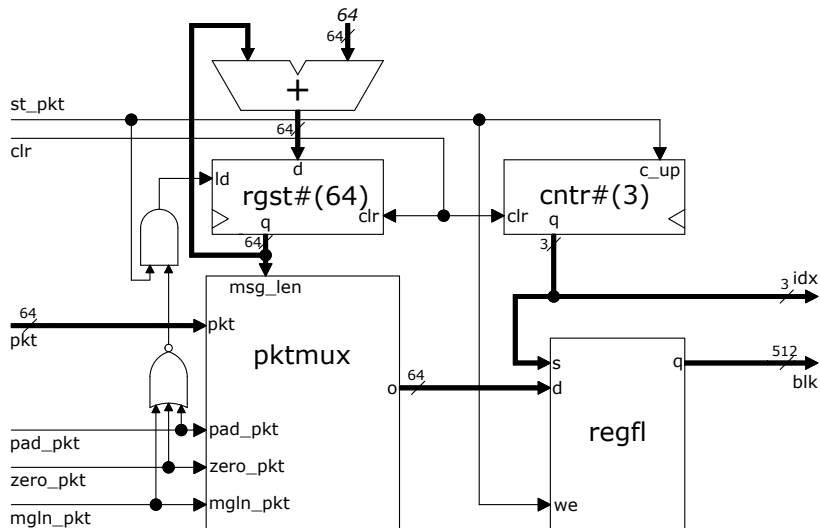 64
64
+
st_pkt
64
clr
d
c_up
ld
rgst#(64)
cntr#(3)
clr
clr
q
q
64
3
msg_len
3
idx
64
pkt
pkt
pktmux
s
q
512
blk
o
64
d
pad_pkt
pad_pkt
regfl
zero_pkt
zero_pkt
mgln_pkt
we
mgln_pkt